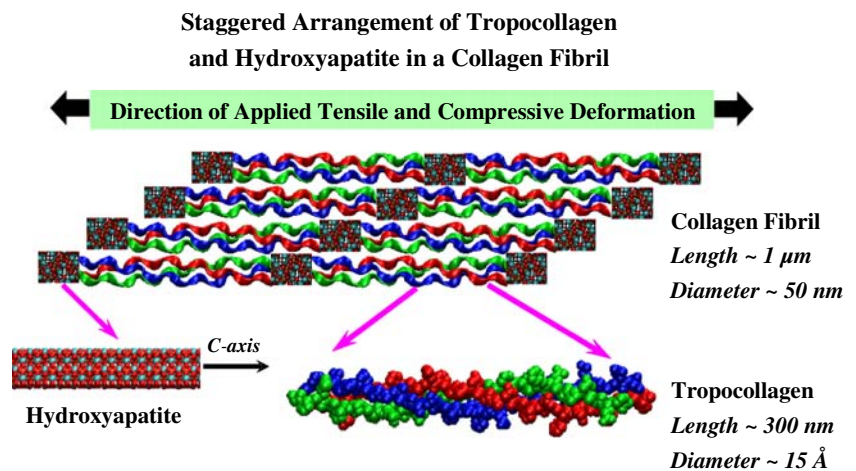 Staggered Arrangement of Tropocollagen
and Hydroxyapatite in a Collagen Fibril
Direction of Applied Tensile and Compressive Deformation
Collagen Fibril
Length ~ 1 µm
Diameter ~ 50 nm
C-axis
Hydroxyapatite
Tropocollagen
Length ~ 300 nm
Diameter ~ 15 Å